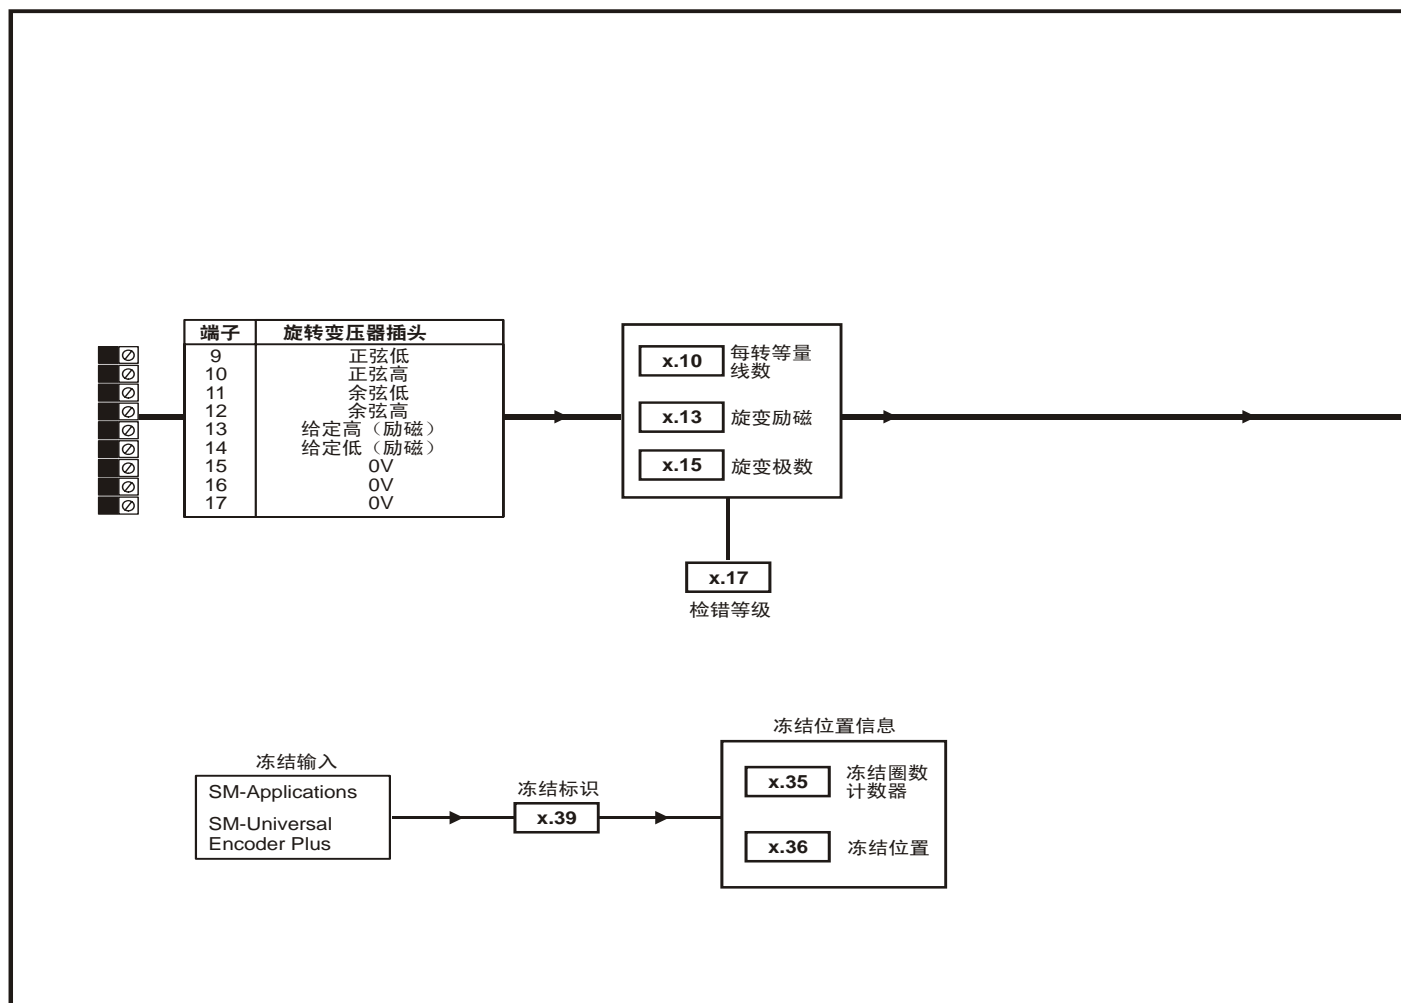 端子 旋转变压器插头
9 正弦低
10 正弦高
11 余弦低
12 余弦高
13 给定高（励磁）
14 给定低（励磁）
15 0V
16 0V
17 0V
x.10 每转等量
线数
x.13 旋变励磁
x.15 旋变极数
x.17
检错等级
冻结输入
SM-Applications
SM-Universal
Encoder Plus
冻结标识
x.39
冻结位置信息
x.35 冻结圈数
计数器
x.36 冻结位置